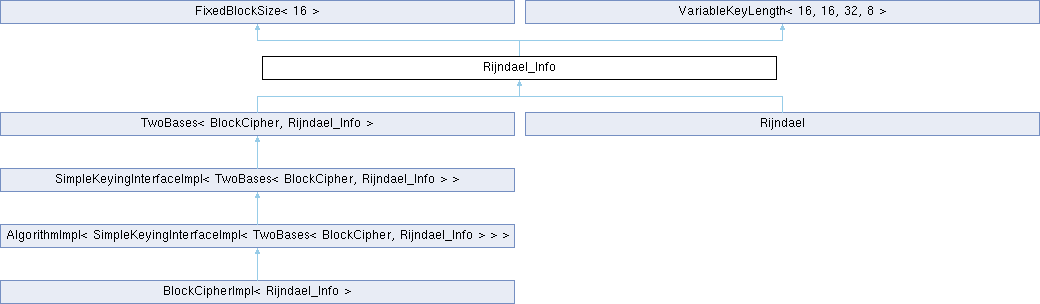 FixedBlockSize< 16 >
VariableKeyLength< 16, 16, 32, 8 >
Rijndael_Info
TwoBases< BlockCipher, Rijndael_Info >
Rijndael
SimpleKeyingInterfaceImpl< TwoBases< BlockCipher, Rijndael_Info > >
AlgorithmImpl< SimpleKeyingInterfaceImpl< TwoBases< BlockCipher, Rijndael_Info > > >
BlockCipherImpl< Rijndael_Info >